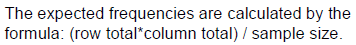 The expected frequencies are calculated by the
formula: (row total*column total) / sample size.